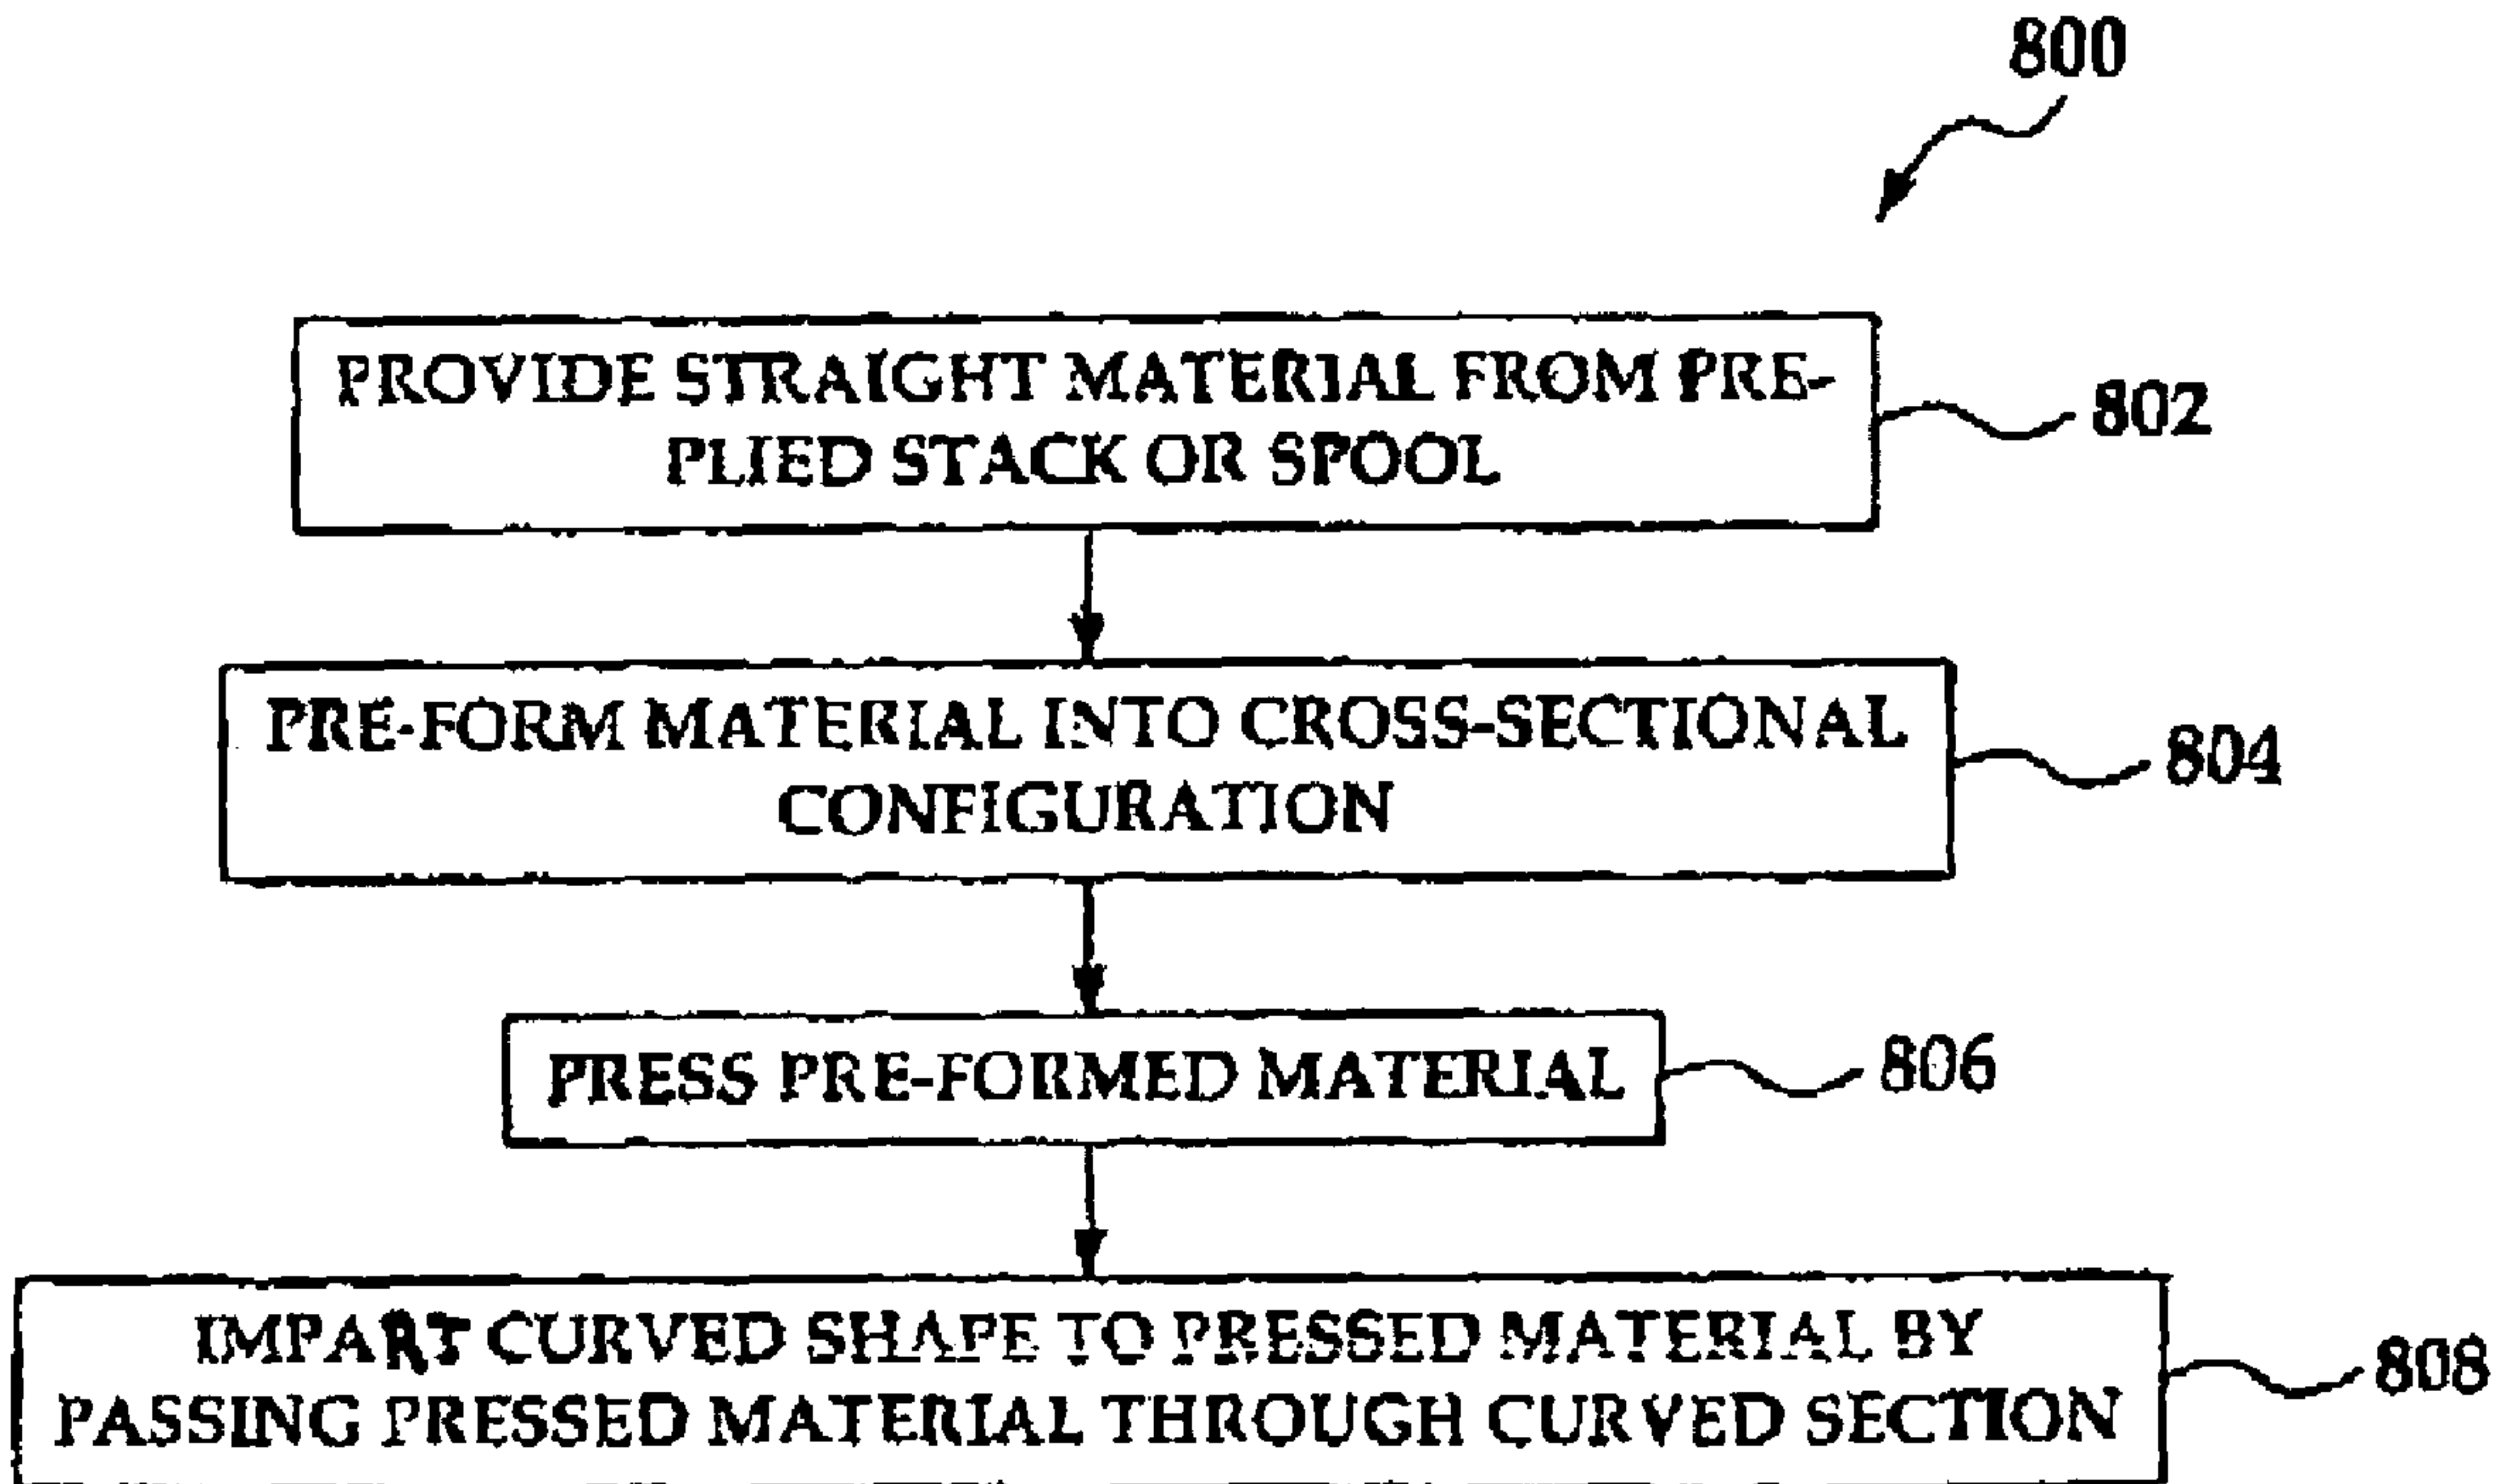 800
PROVIDE STRAIGHT MATERIAL FROM PRE-
PLIED STACK OR SPOOL
802
PRE-FORM MATERIAL INTO CROSS-SECTIONAL
CONFIGURATION
804
PRESS PRE-FORMED MATERIAL
806
IMPART CURVED SHAPE TO PRESSED MATERIAL BY
PASSING PRESSED MATERIAL THROUGH CURVED SECTION
808